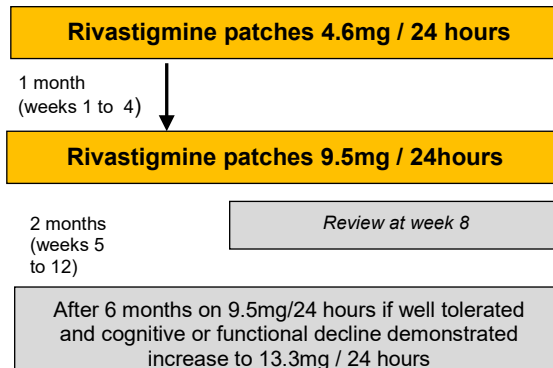 Rivastigmine patches 4.6mg / 24 hours
1 month
(weeks 1 to 4)
Rivastigmine patches 9.5mg / 24hours
2 months
(weeks 5
to 12)
Review at week 8
After 6 months on 9.5mg/24 hours if well tolerated
and cognitive or functional decline demonstrated
increase to 13.3mg / 24 hours